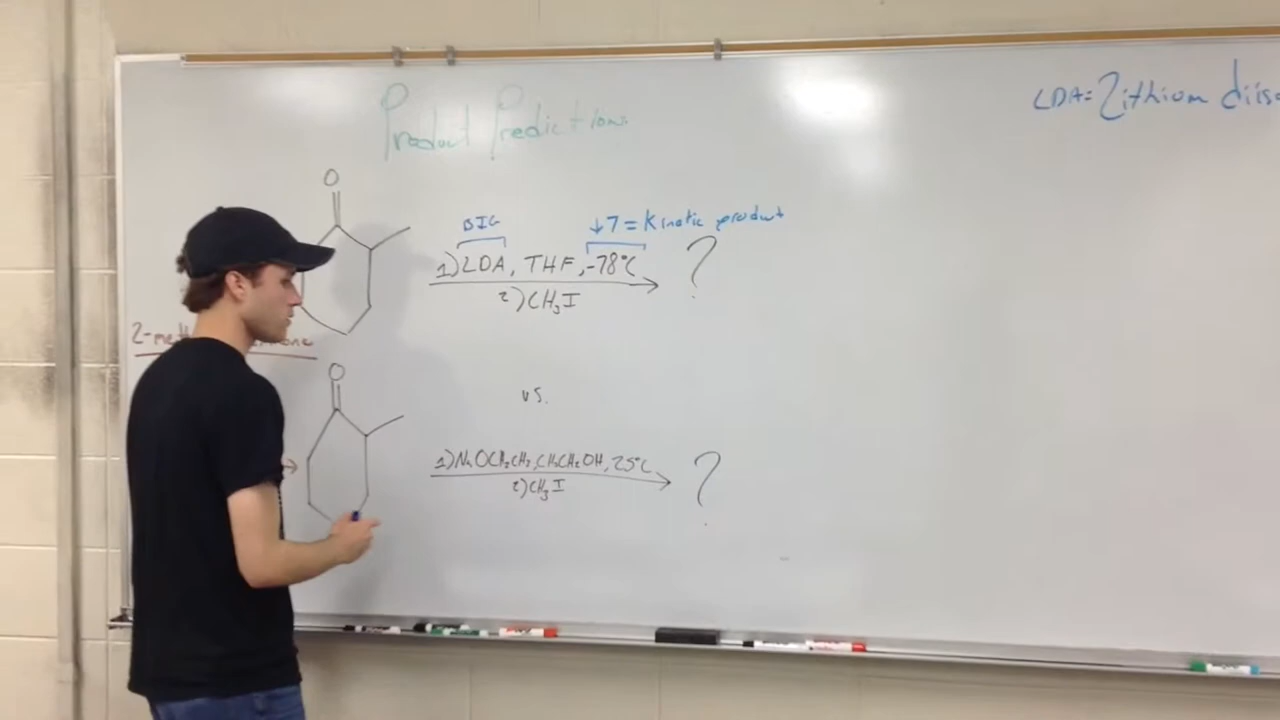 Product Predictions
LDA= Lithium
O
BIG
↓T = Kinetic product
1) LDA, THF, -78°C
2) CH₃I
?
O
vs.
1) NaOCH₂CH₃, CH₃CH₂OH, 25°C
2) CH₃I
?